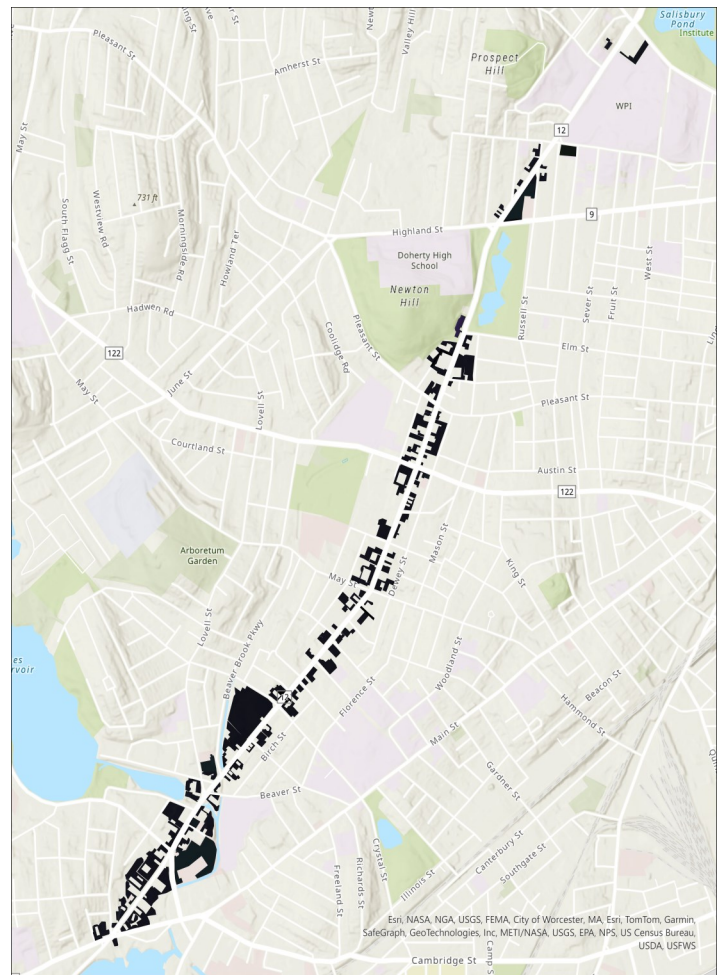 Salisbury
Pond
Institute
Pleasant St
Amherst St
Valley Hill
Prospect
Hill
WPI
12
May St
731 ft
South Flagg St
Westview Rd
Morningside Rd
Howland Ter
Highland St
9
Doherty High
School
Newton
Hill
West St
Hadwen Rd
Coolidge Rd
Pleasant St
Russell St
Sever St
Fruit St
Elm St
122
May St
June St
Lovell St
Pleasant St
Courtland St
Austin St
122
Mason St
King St
Arboretum
Garden
May St
Dewey St
Lovell St
Beaver Brook Pkwy
Woodland St
Florence St
Beacon St
Hammond St
Main St
Birch St
Beaver St
Gardner St
Crystal St
Canterbury St
Southgate St
Freeland St
Richards St
Illinois St
Esri, NASA, NGA, USGS, FEMA, City of Worcester, MA, Esri, TomTom, Garmin,
SafeGraph, GeoTechnologies, Inc, METI/NASA, USGS, EPA, NPS, US Census Bureau,
USDA, USFWS
Cambridge St